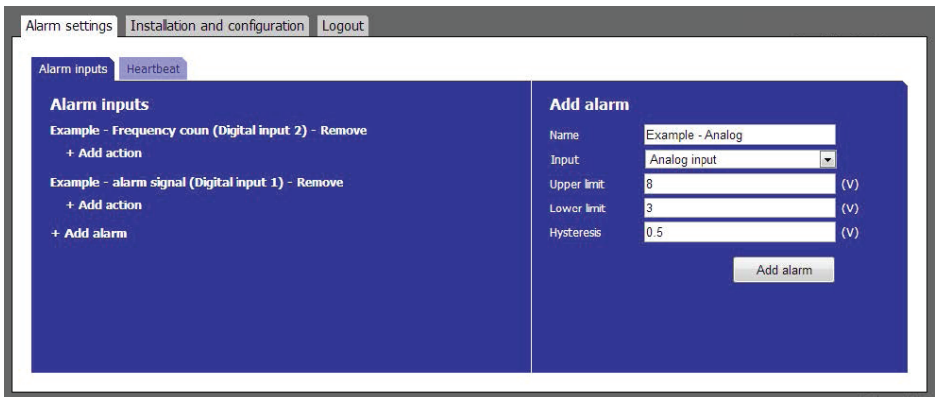 Alarm settings Installation and configuration Logout
Alarm inputs Heartbeat
Alarm inputs
Example - Frequency coun (Digital input 2) - Remove
+ Add action
Example - alarm signal (Digital input 1) - Remove
+ Add action
+ Add alarm
Add alarm
Name Example - Analog
Input Analog input
Upper limit 8 (V)
Lower limit 3 (V)
Hysteresis 0.5 (V)
Add alarm